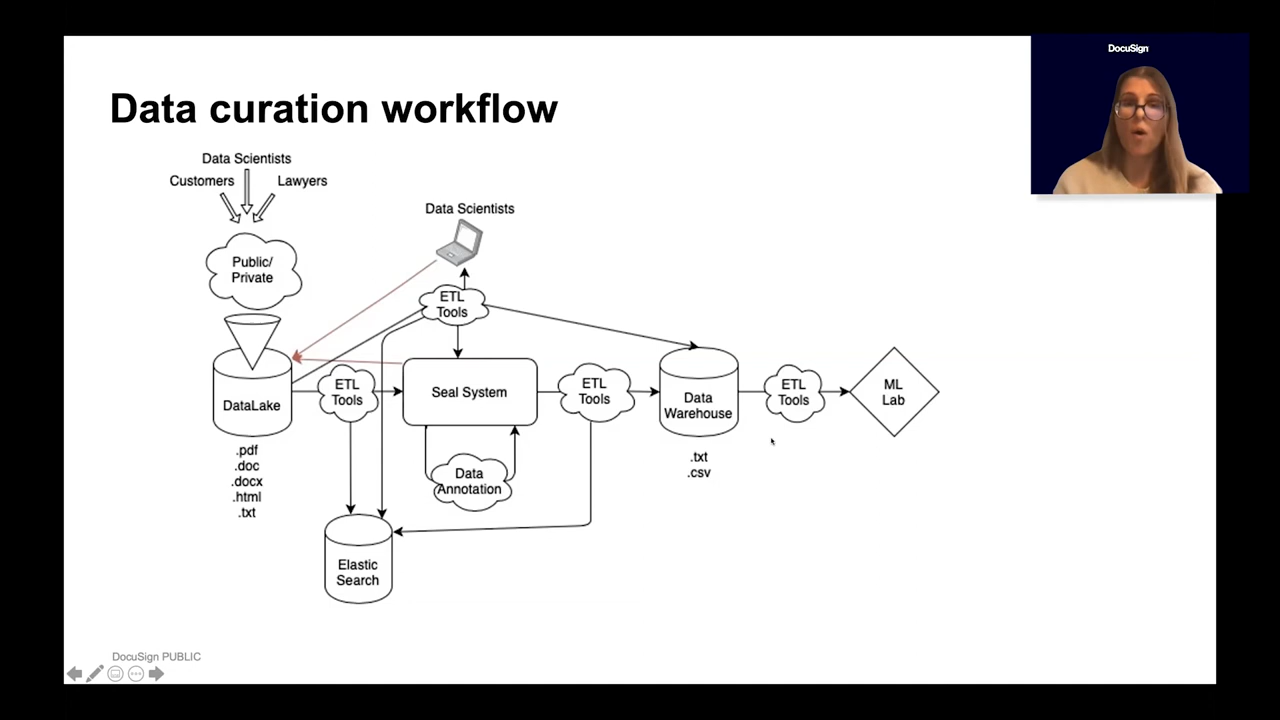 DocuSign
Data curation workflow
Data Scientists
Customers
Lawyers
Public/
Private
Data Scientists
ETL
Tools
DataLake
ETL
Tools
Seal System
ETL
Tools
Data
Warehouse
ETL
Tools
ML
Lab
.pdf
.doc
.docx
.html
.txt
Data
Annotation
.txt
.csv
Elastic
Search
DocuSign PUBLIC